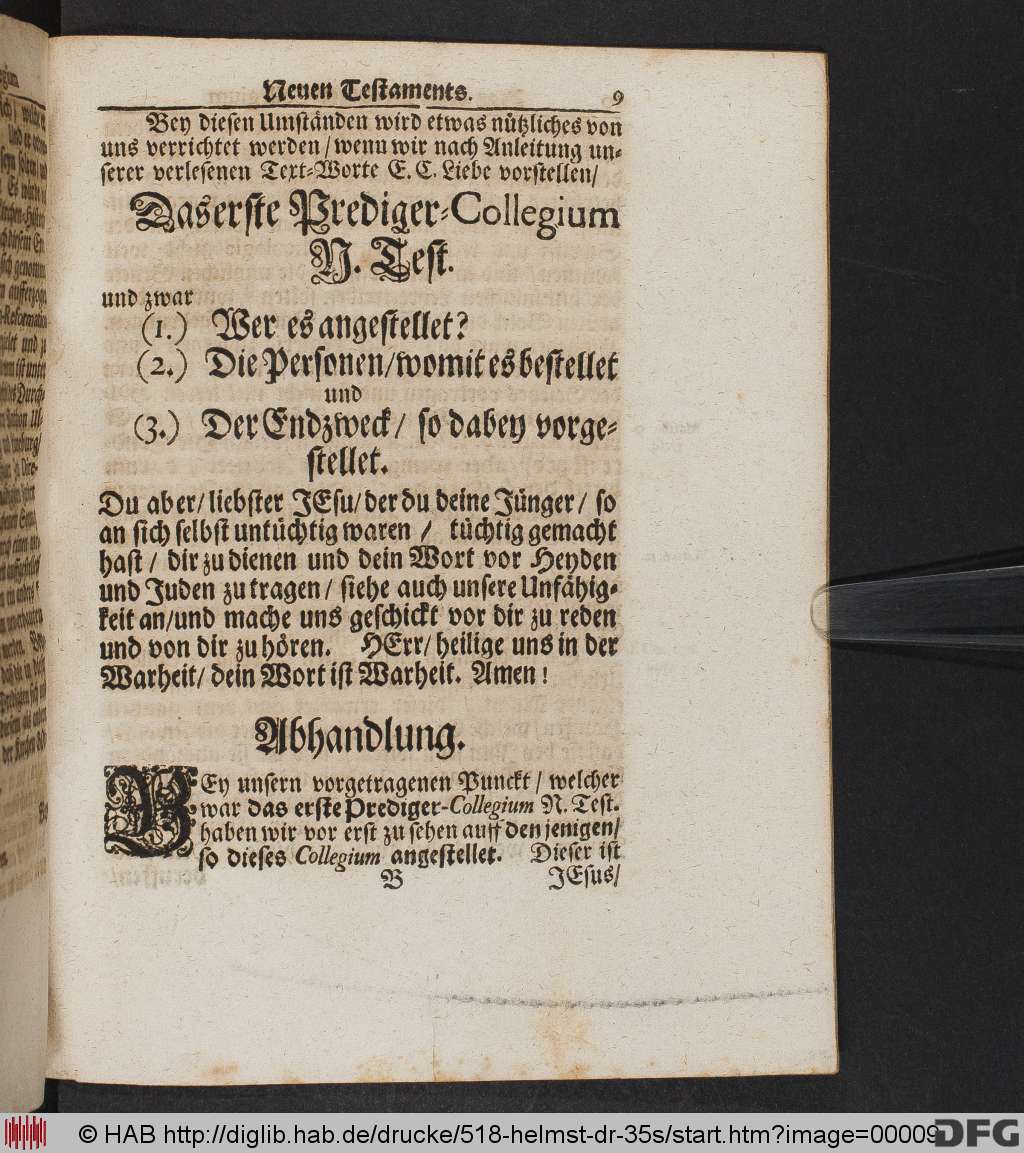 Neuen Testaments. 9
Bey diesen Umständen wird etwas nützliches von
uns verrichtet werden / wenn wir nach Anleitung un-
serer verlesenen Text-Worte E. C. Liebe vorstellen /
Das erste Prediger-Collegium
N. Test.
und zwar
(1.) Wer es angestellet?
(2.) Die Personen / womit es bestellet
und
(3.) Der Endzweck / so dabey vorge-
stellet.
Du aber / liebster JEsu / der du deine Jünger / so
an sich selbst untüchtig waren / tüchtig gemacht
hast / dir zu dienen und dein Wort vor Heyden
und Juden zu tragen / siehe auch unsere Unfähig-
keit an / und mache uns geschickt vor dir zu reden
und von dir zu hören. HErr / heilige uns in der
Warheit / dein Wort ist Warheit. Amen!
Abhandlung.
BEy unsern vorgetragenen Punckt / welcher
war das erste Prediger-Collegium N. Test.
haben wir vor erst zu sehen auff den jenigen /
so dieses Collegium angestellet. Dieser ist
B JEsus /
© HAB http://diglib.hab.de/drucke/518-helmst-dr-35s/start.htm?image=00009
DFG